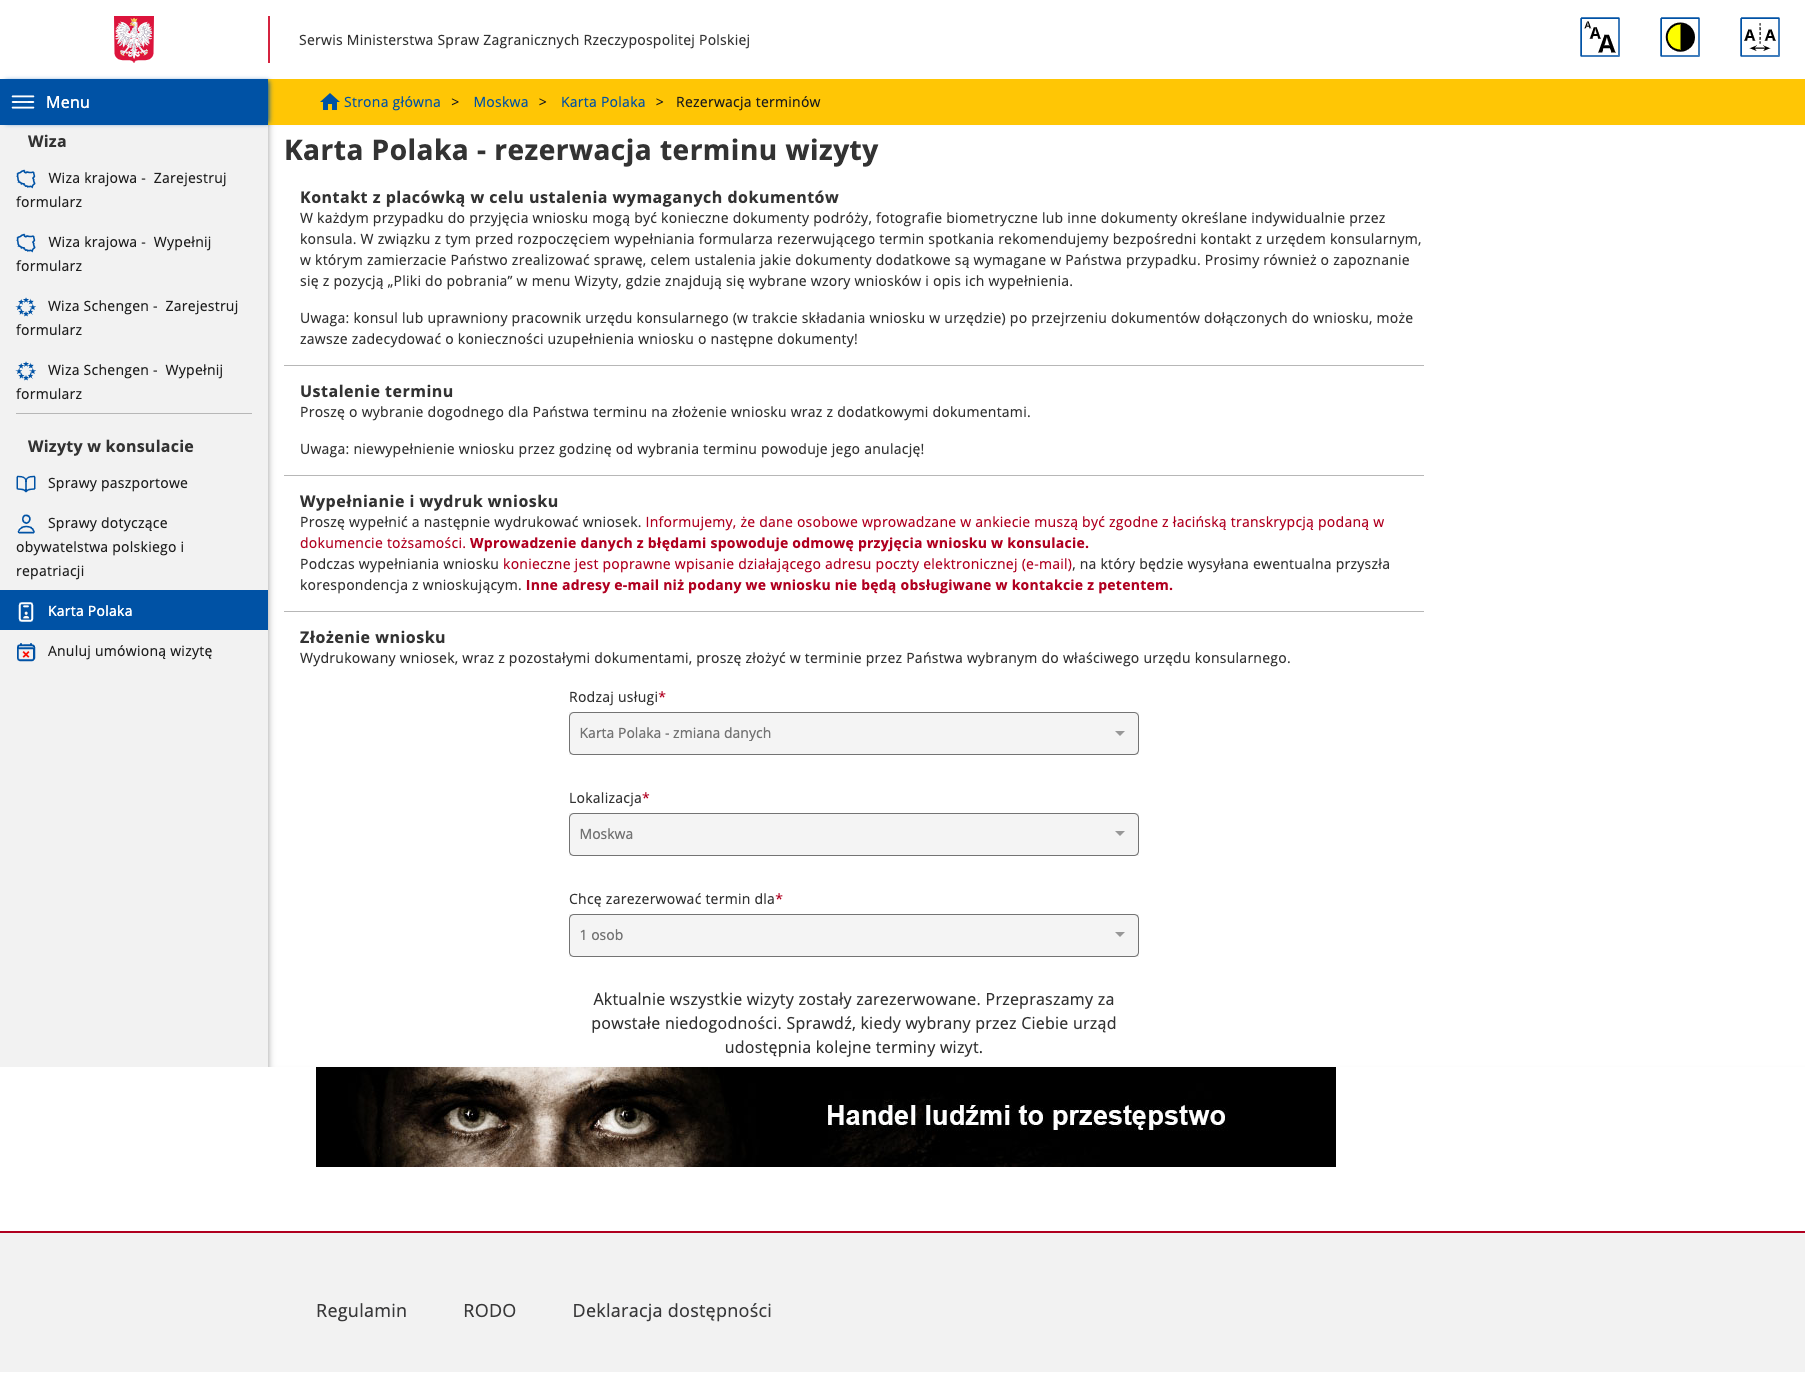 Serwis Ministerstwa Spraw Zagranicznych Rzeczypospolitej Polskiej
A A A
A A
Menu
Strona główna > Moskwa > Karta Polaka > Rezerwacja terminów
Wiza
Wiza krajowa - Zarejestruj
formularz
Wiza krajowa - Wypełnij
formularz
Wiza Schengen - Zarejestruj
formularz
Wiza Schengen - Wypełnij
formularz
Wizyty w konsulacie
Sprawy paszportowe
Sprawy dotyczące
obywatelstwa polskiego i
repatriacji
Karta Polaka
Anuluj umówioną wizytę
Karta Polaka - rezerwacja terminu wizyty
Kontakt z placówką w celu ustalenia wymaganych dokumentów
W każdym przypadku do przyjęcia wniosku mogą być konieczne dokumenty podróży, fotografie biometryczne lub inne dokumenty określane indywidualnie przez
konsula. W związku z tym przed rozpoczęciem wypełniania formularza rezerwującego termin spotkania rekomendujemy bezpośredni kontakt z urzędem konsularnym,
w którym zamierzacie Państwo zrealizować sprawę, celem ustalenia jakie dokumenty dodatkowe są wymagane w Państwa przypadku. Prosimy również o zapoznanie
się z pozycją „Pliki do pobrania” w menu Wizyty, gdzie znajdują się wybrane wzory wniosków i opis ich wypełnienia.
Uwaga: konsul lub uprawniony pracownik urzędu konsularnego (w trakcie składania wniosku w urzędzie) po przejrzeniu dokumentów dołączonych do wniosku, może
zawsze zadecydować o konieczności uzupełnienia wniosku o następne dokumenty!
Ustalenie terminu
Proszę o wybranie dogodnego dla Państwa terminu na złożenie wniosku wraz z dodatkowymi dokumentami.
Uwaga: niewypełnienie wniosku przez godzinę od wybrania terminu powoduje jego anulację!
Wypełnianie i wydruk wniosku
Proszę wypełnić a następnie wydrukować wniosek. Informujemy, że dane osobowe wprowadzane w ankiecie muszą być zgodne z łacińską transkrypcją podaną w
dokumencie tożsamości. Wprowadzenie danych z błędami spowoduje odmowę przyjęcia wniosku w konsulacie.
Podczas wypełniania wniosku konieczne jest poprawne wpisanie działającego adresu poczty elektronicznej (e-mail), na który będzie wysyłana ewentualna przyszła
korespondencja z wnioskującym. Inne adresy e-mail niż podany we wniosku nie będą obsługiwane w kontakcie z petentem.
Złożenie wniosku
Wydrukowany wniosek, wraz z pozostałymi dokumentami, proszę złożyć w terminie przez Państwa wybranym do właściwego urzędu konsularnego.
Rodzaj usługi*
Karta Polaka - zmiana danych
Lokalizacja*
Moskwa
Chcę zarezerwować termin dla*
1 osob
Aktualnie wszystkie wizyty zostały zarezerwowane. Przepraszamy za
powstałe niedogodności. Sprawdź, kiedy wybrany przez Ciebie urząd
udostępnia kolejne terminy wizyt.
Handel ludźmi to przestępstwo
Regulamin RODO Deklaracja dostępności